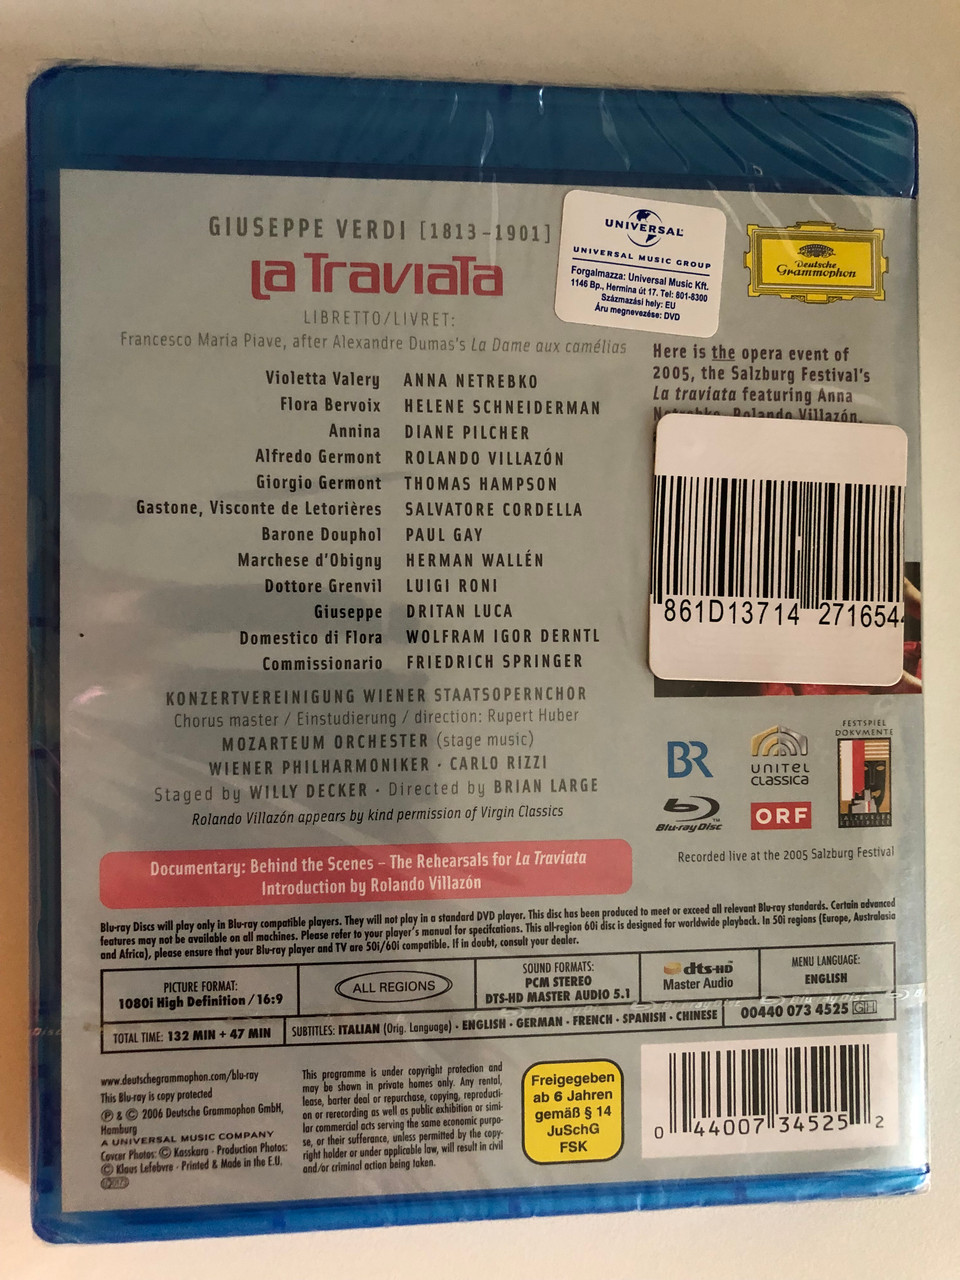 GIUSEPPE VERDI [1813–1901]
La Traviata
LIBRETTO/LIVRET:
Francesco Maria Piave, after Alexandre Dumas's La Dame aux camélias
Violetta Valery ANNA NETREBKO
Flora Bervoix HELENE SCHNEIDERMAN
Annina DIANE PILCHER
Alfredo Germont ROLANDO VILLAZÓN
Giorgio Germont THOMAS HAMPSON
Gastone, Visconte de Letorières SALVATORE CORDELLA
Barone Douphol PAUL GAY
Marchese d'Obigny HERMAN WALLÉN
Dottore Grenvil LUIGI RONI
Giuseppe DRITAN LUCA
Domestico di Flora WOLFRAM IGOR DERNTL
Commissionario FRIEDRICH SPRINGER
KONZERTVEREINIGUNG WIENER STAATSOPERNCHOR
Chorus master / Einstudierung / direction: Rupert Huber
MOZARTEUM ORCHESTER (stage music)
WIENER PHILHARMONIKER · CARLO RIZZI
Staged by WILLY DECKER · Directed by BRIAN LARGE
Rolando Villazón appears by kind permission of Virgin Classics
UNIVERSAL
UNIVERSAL MUSIC GROUP
Forgalmazza: Universal Music Kft.
1146 Bp., Hermina út 17. Tel: 801-8300
Származási hely: EU
Áru megnevezése: DVD
Deutsche
Grammophon
Here is the opera event of
2005, the Salzburg Festival's
La traviata featuring Anna
Netrebko, Rolando Villazón,
861D13714 271654
FESTSPIEL
DOKUMENTE
BR
UNITEL
CLASSICA
Blu-ray Disc
ORF
Recorded live at the 2005 Salzburg Festival
Documentary: Behind the Scenes – The Rehearsals for La Traviata
Introduction by Rolando Villazón
Blu-ray Discs will play only in Blu-ray compatible players. They will not play in a standard DVD player. This disc has been produced to meet or exceed all relevant Blu-ray standards. Certain advanced
features may not be available on all machines. Please refer to your player's manual for specifcations. This all-region 60i disc is designed for worldwide playback. In 50i regions (Europe, Australasia
and Africa), please ensure that your Blu-ray player and TV are 50i/60i compatible. If in doubt, consult your dealer.
PICTURE FORMAT:
1080i High Definition / 16:9
ALL REGIONS
SOUND FORMATS:
PCM STEREO
DTS-HD MASTER AUDIO 5.1
dts-HD
Master Audio
MENU LANGUAGE:
ENGLISH
TOTAL TIME: 132 MIN + 47 MIN
SUBTITLES: ITALIAN (Orig. Language) · ENGLISH · GERMAN · FRENCH · SPANISH · CHINESE
00440 073 4525 GH
www.deutschegrammophon.com/blu-ray
This Blu-ray is copy protected
℗ & © 2006 Deutsche Grammophon GmbH,
Hamburg
A UNIVERSAL MUSIC COMPANY
Cover Photos: © Kasskara · Production Photos:
© Klaus Lefebvre · Printed & Made in the E.U.
This programme is under copyright protection and
may be shown in private homes only. Any rental,
lease, barter deal or repurchase, copying, reproducti-
on or rerecording as well as public exhibition or simi-
lar commercial acts serving the same economic purpo-
se, or their sufferance, unless permitted by the copy-
right holder or under applicable law, will result in civil
and/or criminal action being taken.
Freigegeben
ab 6 Jahren
gemäß § 14
JuSchG
FSK
0 44007 34525 2